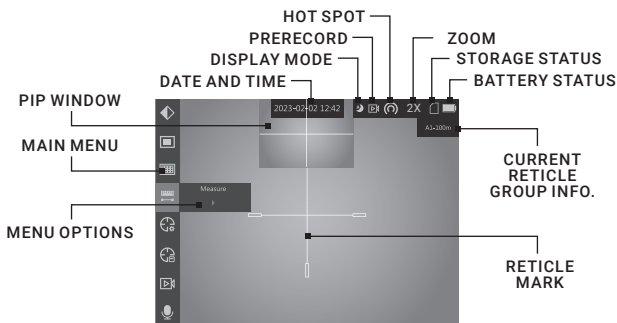 HOT SPOT
PRERECORD
ZOOM
DISPLAY MODE
STORAGE STATUS
DATE AND TIME
BATTERY STATUS
PIP WINDOW
2023-02-02 12:42
2X
A1-100m
MAIN MENU
CURRENT
RETICLE
GROUP INFO.
Measure
MENU OPTIONS
RETICLE
MARK